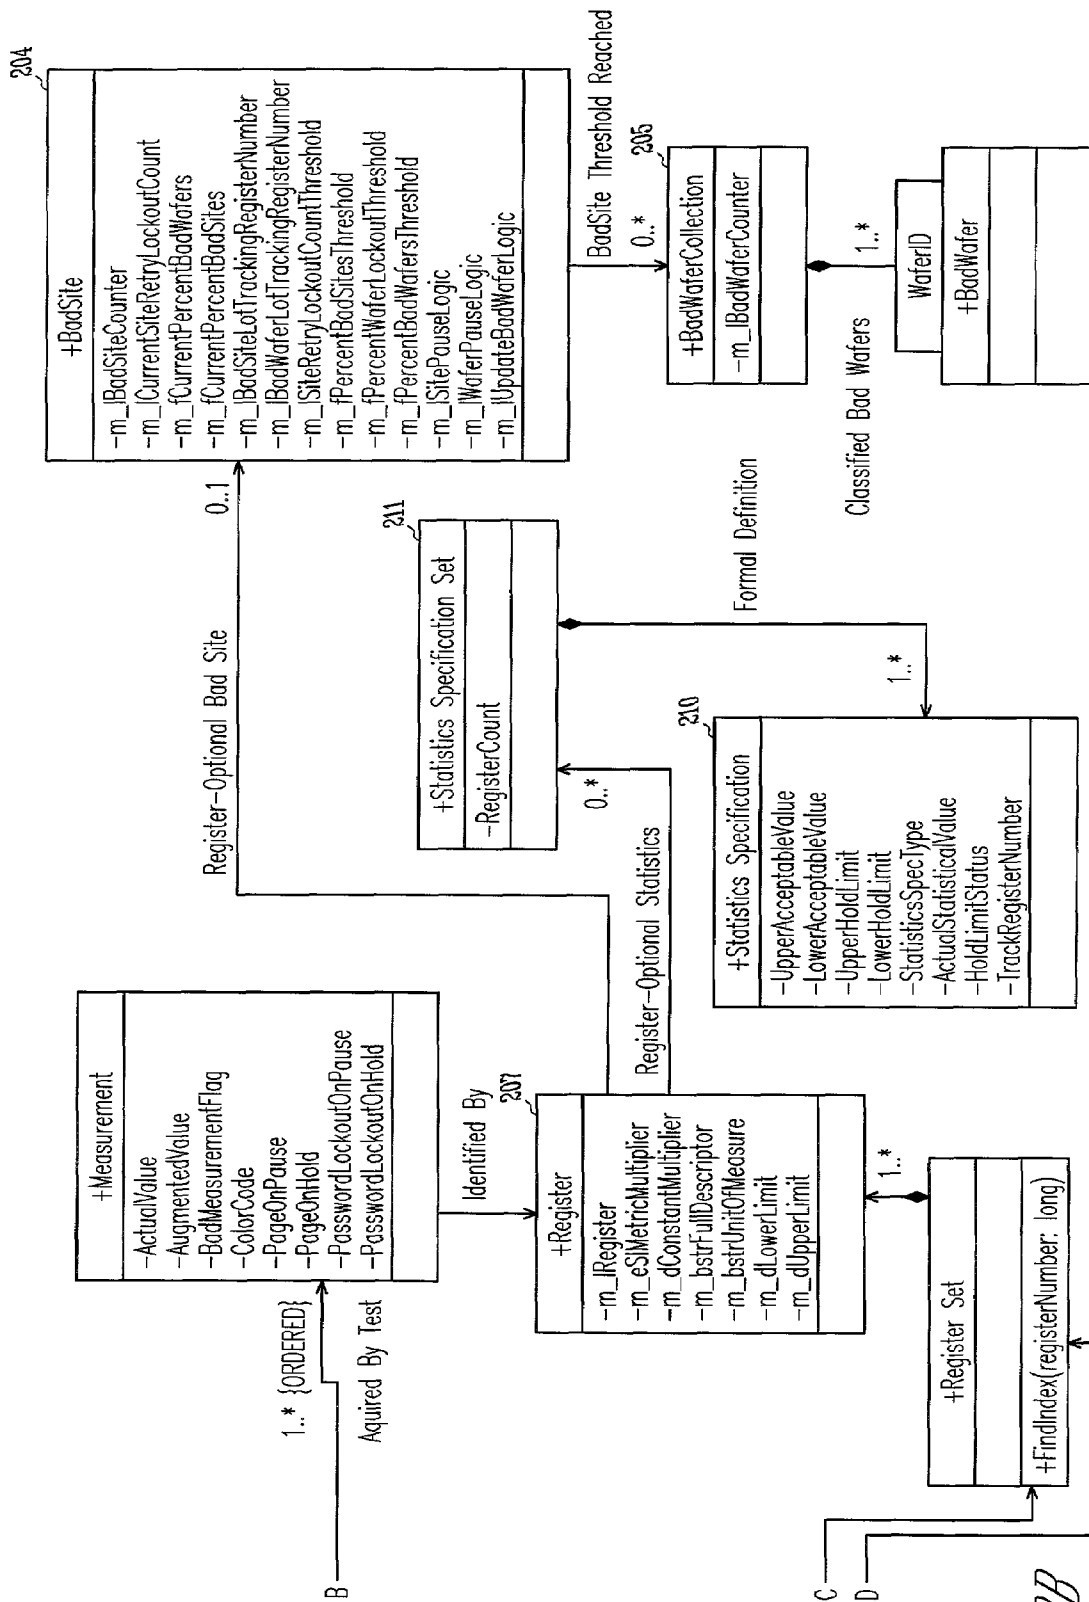 +Measurement
-ActualValue
-AugmentedValue
-BadMeasurementFlag
-ColorCode
-PageOnPause
-PageOnHold
-PasswordLockoutOnPause
-PasswordLockoutOnHold
1..* {ORDERED}
Aquired By Test
B
Identified By
207
+Register
-m_lRegister
-m_eSIMetricMultiplier
-m_dConstantMultiplier
-m_bstrFullDescriptor
-m_bstrUnitOfMeasure
-m_dLowerLimit
-m_dUpperLimit
1..*
+Register Set
+FindIndex(registerNumber: long)
C
D
Register-Optional Bad Site
0..1
Register-Optional Statistics
0..*
211
+Statistics Specification Set
-RegisterCount
Formal Definition
1..*
210
+Statistics Specification
-UpperAcceptableValue
-LowerAcceptableValue
-UpperHoldLimit
-LowerHoldLimit
-StatisticsSpecType
-ActualStatisticalValue
-HoldLimitStatus
-TrackRegisterNumber
204
+BadSite
-m_lBadSiteCounter
-m_lCurrentSiteRetryLockoutCount
-m_fCurrentPercentBadWafers
-m_fCurrentPercentBadSites
-m_lBadSiteLotTrackingRegisterNumber
-m_lBadWaferLotTrackingRegisterNumber
-m_lSiteRetryLockoutCountThreshold
-m_fPercentBadSitesThreshold
-m_fPercentWaferLockoutThreshold
-m_fPercentBadWafersThreshold
-m_lSitePauseLogic
-m_lWaferPauseLogic
-m_lUpdateBadWaferLogic
BadSite Threshold Reached
0..*
205
+BadWaferCollection
-m_lBadWaferCounter
1..*
Classified Bad Wafers
WaferID
+BadWafer